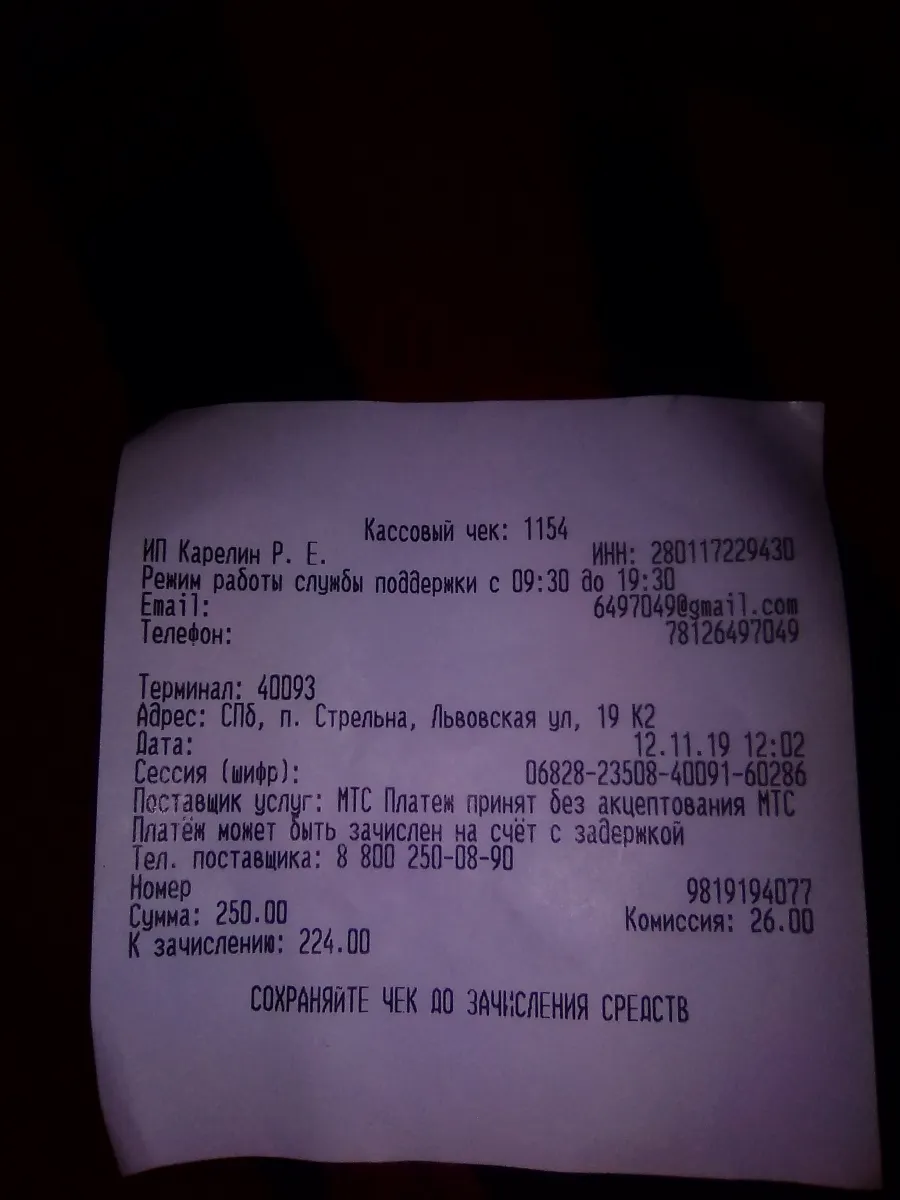 Кассовый чек: 1154
ИП Карелин Р. Е. ИНН: 280117229430
Режим работы службы поддержки с 09:30 до 19:30
Email: 6497049@gmail.com
Телефон: 78126497049
Терминал: 40093
Адрес: СПб, п. Стрельна, Львовская ул, 19 К2
Дата: 12.11.19 12:02
Сессия (шифр): 06828-23508-40091-60286
Поставщик услуг: МТС Платеж принят без акцептования МТС
Платёж может быть зачислен на счёт с задержкой
Тел. поставщика: 8 800 250-08-90
Номер 9819194077
Сумма: 250.00 Комиссия: 26.00
К зачислению: 224.00
СОХРАНЯЙТЕ ЧЕК ДО ЗАЧИСЛЕНИЯ СРЕДСТВ